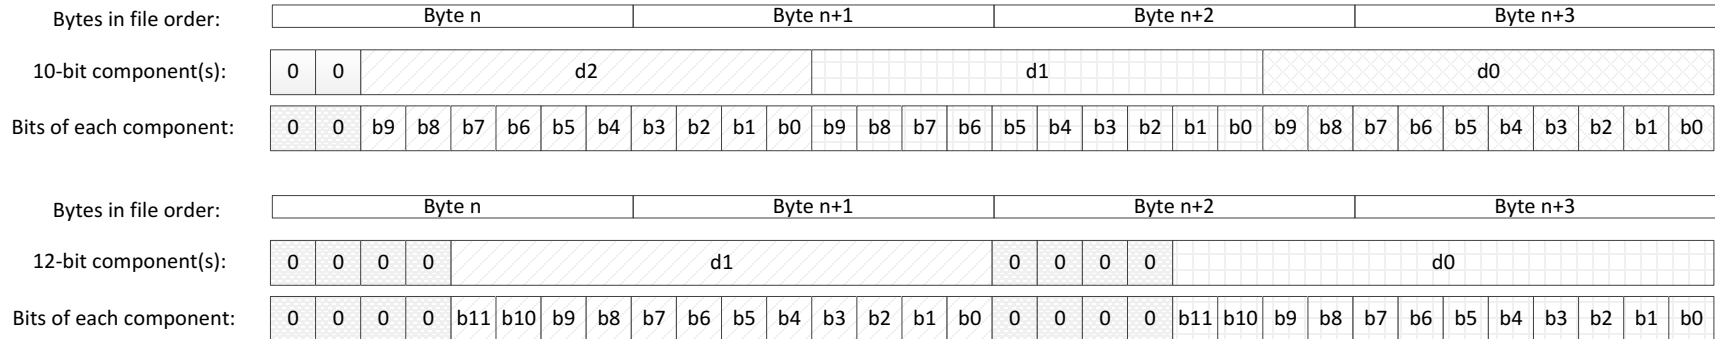 Bytes in file order: Byte n Byte n+1 Byte n+2 Byte n+3
10-bit component(s): 0 0 d2 d1 d0
Bits of each component: 0 0 b9 b8 b7 b6 b5 b4 b3 b2 b1 b0 b9 b8 b7 b6 b5 b4 b3 b2 b1 b0 b9 b8 b7 b6 b5 b4 b3 b2 b1 b0
Bytes in file order: Byte n Byte n+1 Byte n+2 Byte n+3
12-bit component(s): 0 0 0 0 d1 0 0 0 0 d0
Bits of each component: 0 0 0 0 b11 b10 b9 b8 b7 b6 b5 b4 b3 b2 b1 b0 0 0 0 0 b11 b10 b9 b8 b7 b6 b5 b4 b3 b2 b1 b0